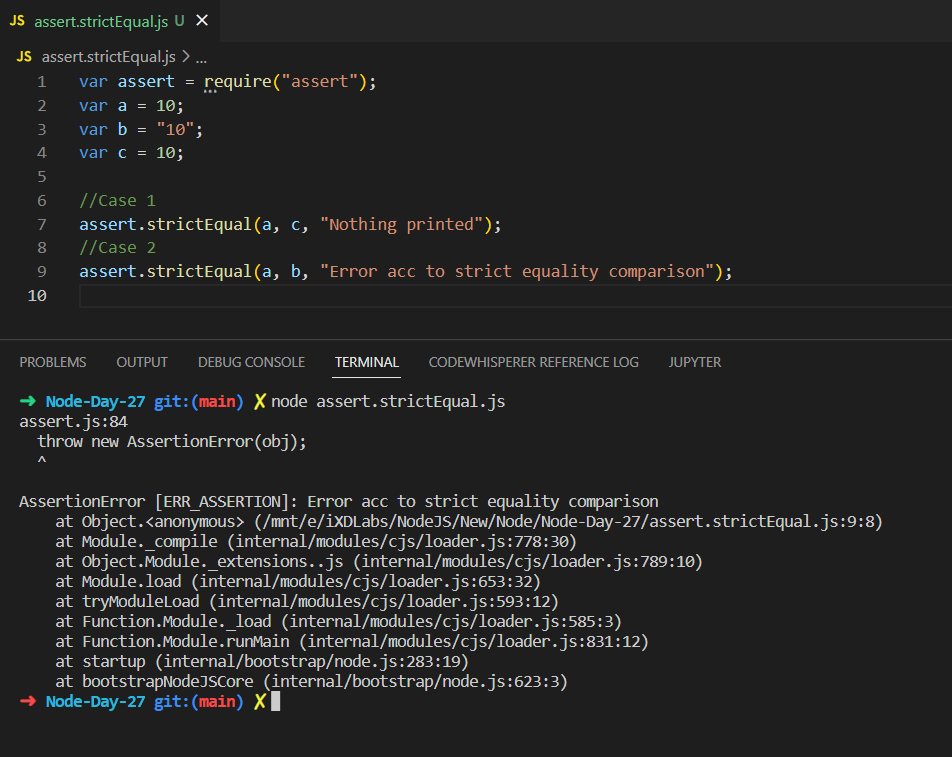 JS assert.strictEqual.js U ✕
JS assert.strictEqual.js > ...
1 var assert = require("assert");
2 var a = 10;
3 var b = "10";
4 var c = 10;
5
6 //Case 1
7 assert.strictEqual(a, c, "Nothing printed");
8 //Case 2
9 assert.strictEqual(a, b, "Error acc to strict equality comparison");
10
PROBLEMS OUTPUT DEBUG CONSOLE TERMINAL CODEWHISPERER REFERENCE LOG JUPYTER
➜ Node-Day-27 git:(main) ✗ node assert.strictEqual.js
assert.js:84
  throw new AssertionError(obj);
  ^
AssertionError [ERR_ASSERTION]: Error acc to strict equality comparison
    at Object.<anonymous> (/mnt/e/iXDLabs/NodeJS/New/Node/Node-Day-27/assert.strictEqual.js:9:8)
    at Module._compile (internal/modules/cjs/loader.js:778:30)
    at Object.Module._extensions..js (internal/modules/cjs/loader.js:789:10)
    at Module.load (internal/modules/cjs/loader.js:653:32)
    at tryModuleLoad (internal/modules/cjs/loader.js:593:12)
    at Function.Module._load (internal/modules/cjs/loader.js:585:3)
    at Function.Module.runMain (internal/modules/cjs/loader.js:831:12)
    at startup (internal/bootstrap/node.js:283:19)
    at bootstrapNodeJSCore (internal/bootstrap/node.js:623:3)
➜ Node-Day-27 git:(main) ✗